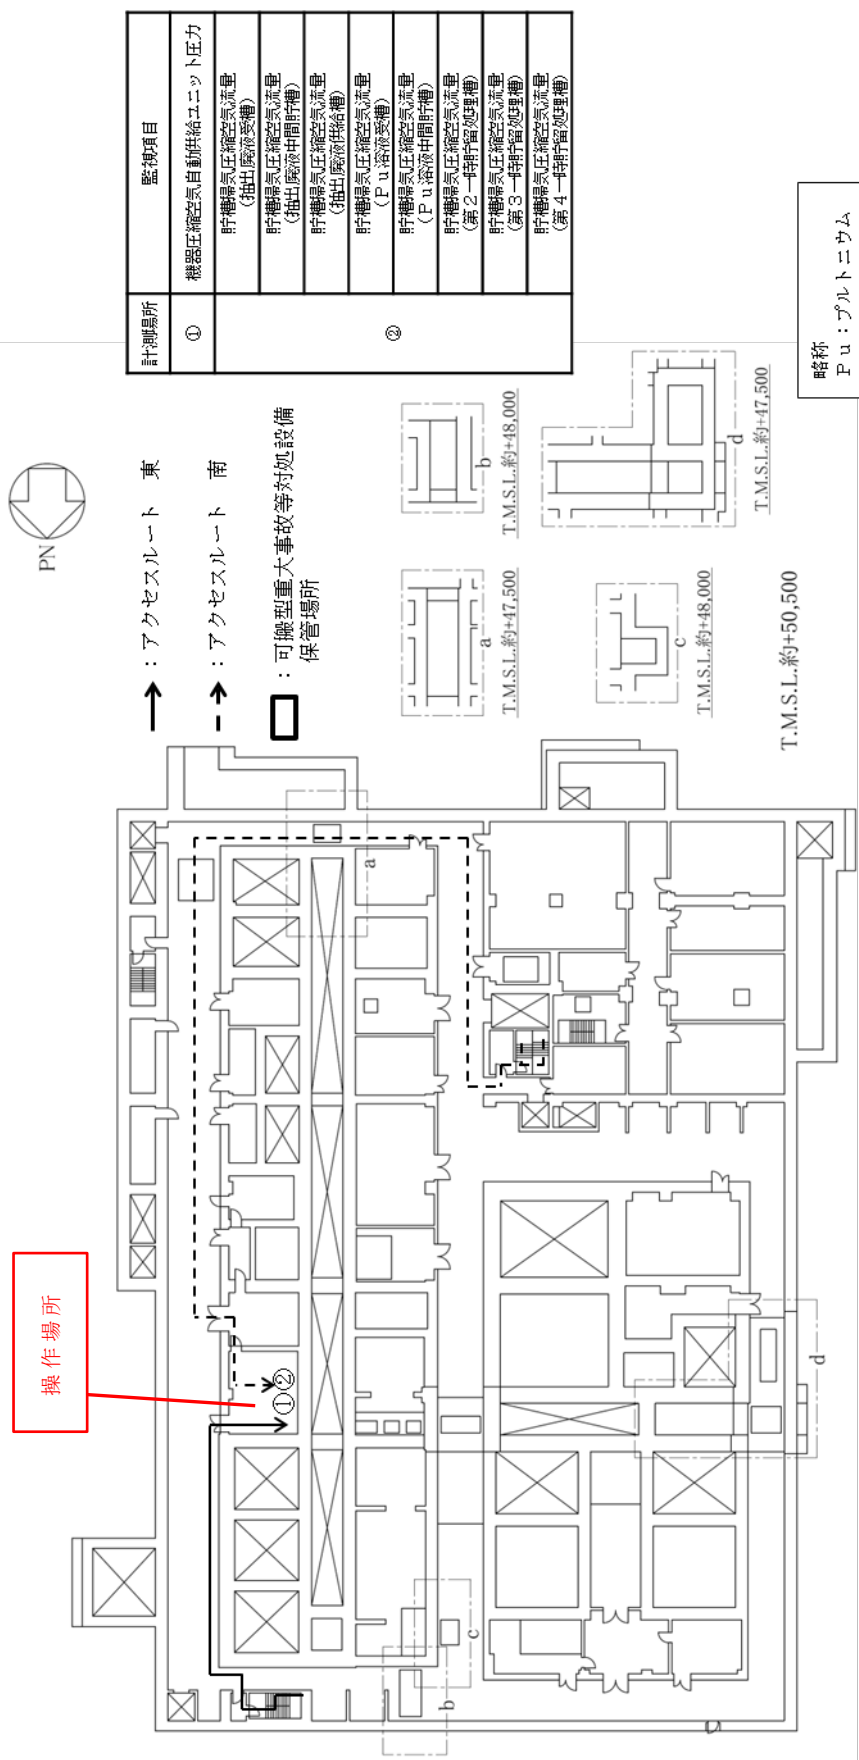 計測場所
監視項目
①
機器圧縮空気自動供給ユニット圧力
②
貯槽掃気圧縮空気流量
(抽出廃液受槽)
貯槽掃気圧縮空気流量
(抽出廃液中間貯槽)
貯槽掃気圧縮空気流量
(抽出廃液供給槽)
貯槽掃気圧縮空気流量
(Pu溶液受槽)
貯槽掃気圧縮空気流量
(Pu溶液中間貯槽)
貯槽掃気圧縮空気流量
(第2一時貯留処理槽)
貯槽掃気圧縮空気流量
(第3一時貯留処理槽)
貯槽掃気圧縮空気流量
(第4一時貯留処理槽)
PN
：アクセスルート　東
：アクセスルート　南
：可搬型重大事故等対処設備
保管場所
a
T.M.S.L.約+47,500
b
T.M.S.L.約+48,000
c
T.M.S.L.約+48,000
d
T.M.S.L.約+47,500
T.M.S.L.約+50,500
略称
Pu：プルトニウム
操作場所
①②
a
b
c
d